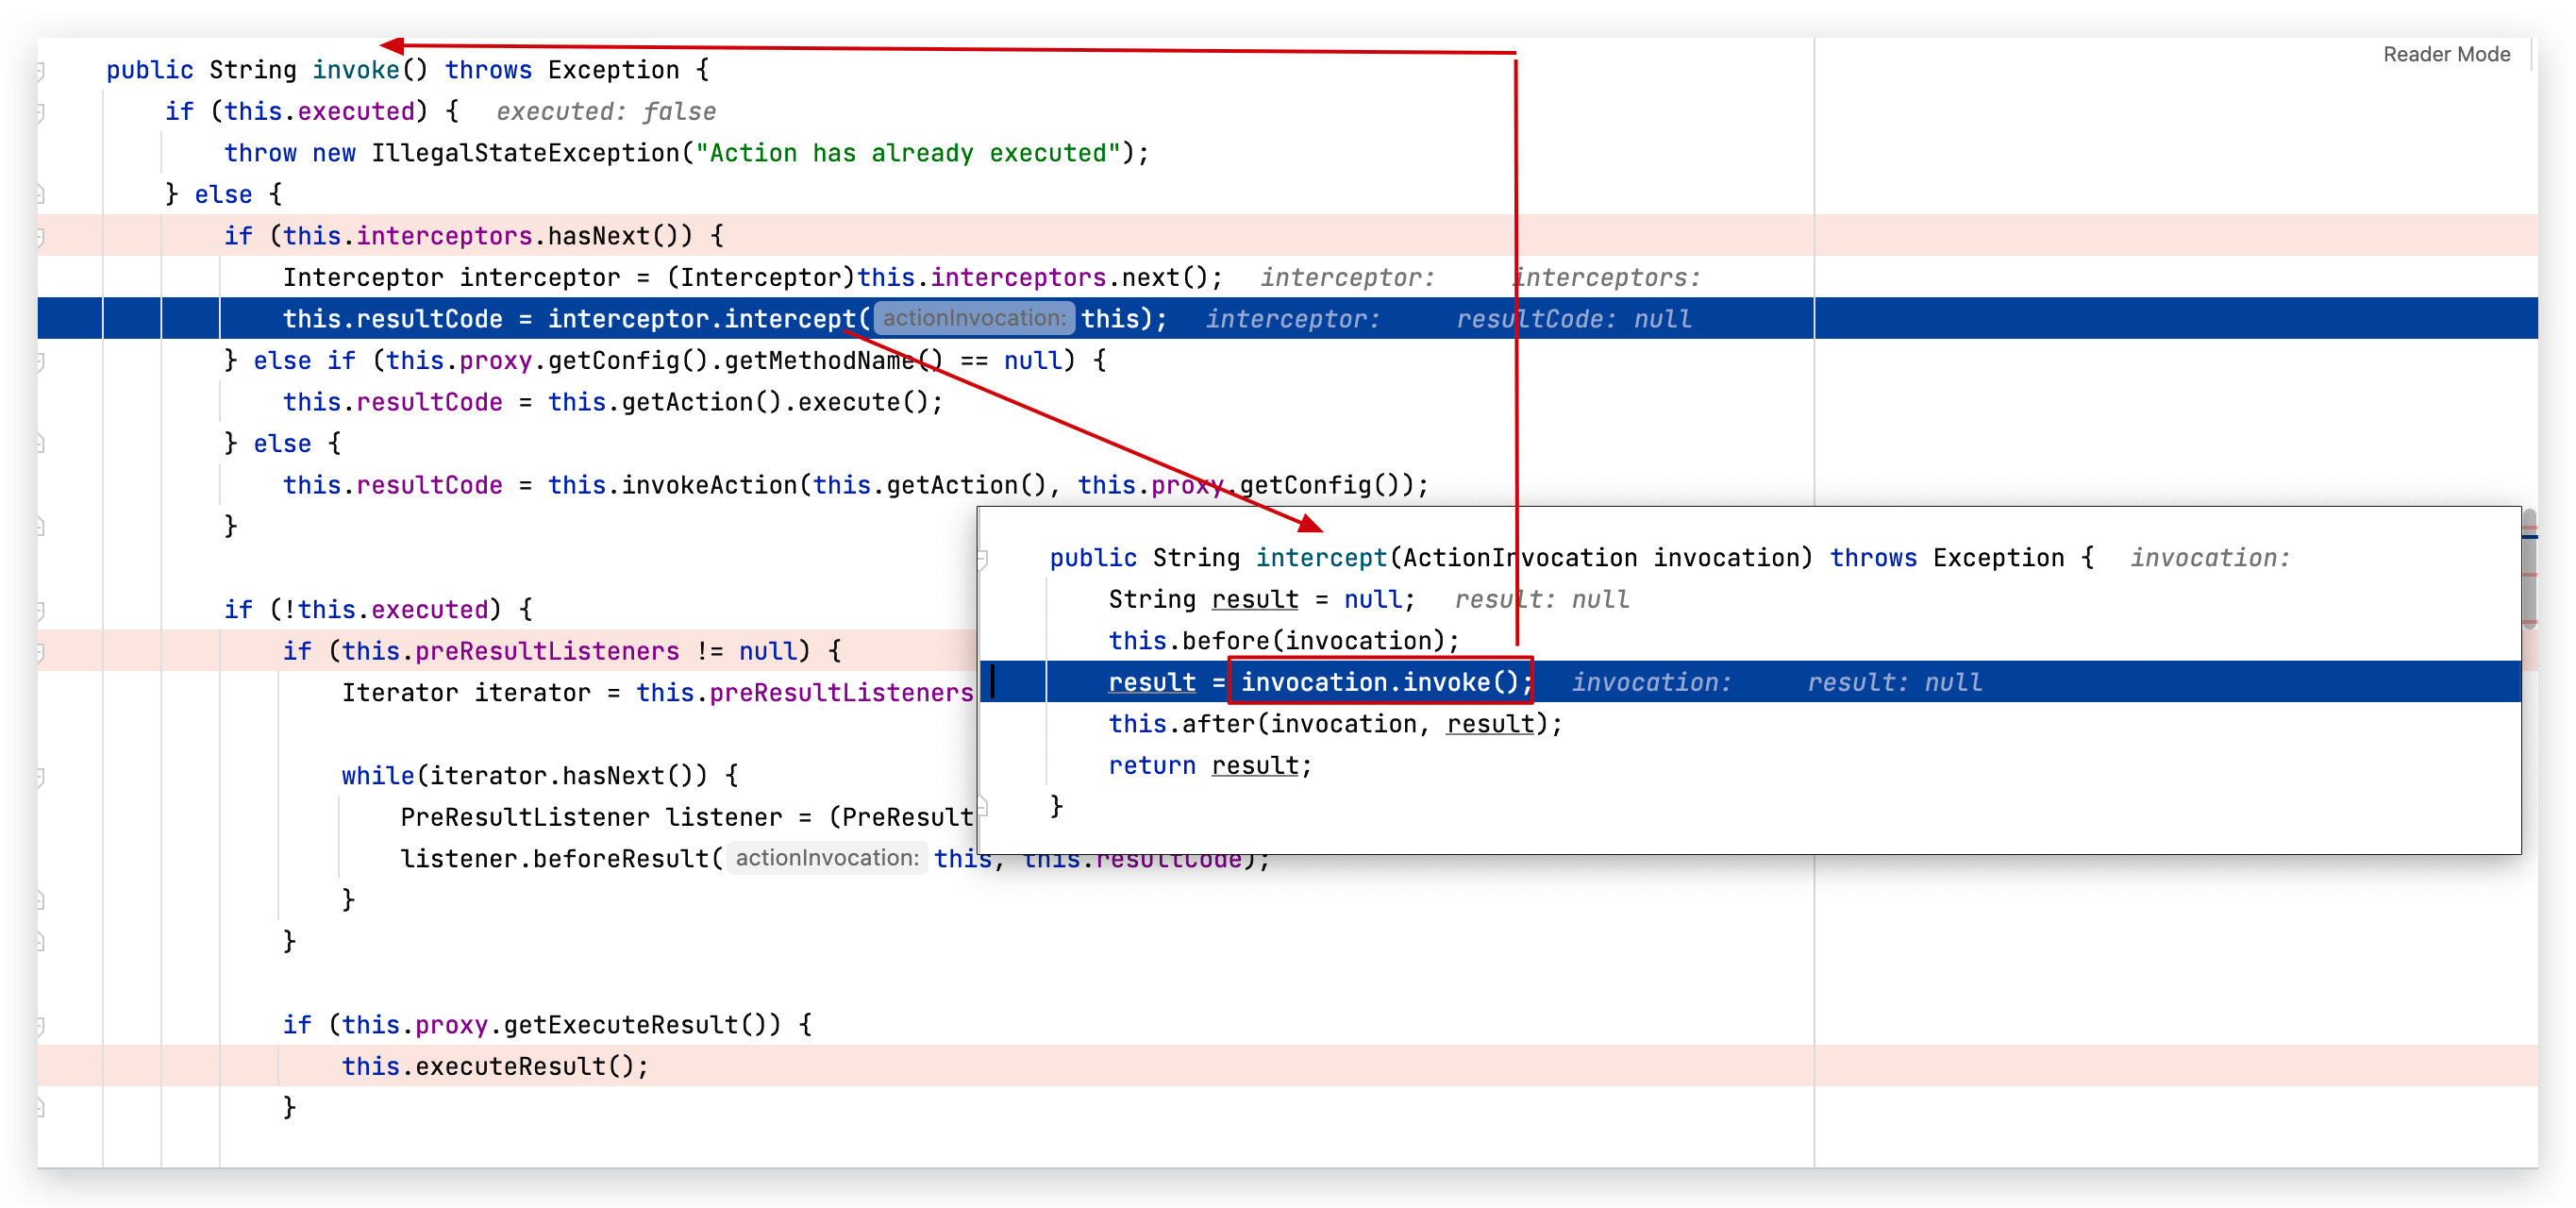 Reader Mode
public String invoke() throws Exception {
if (this.executed) { executed: false
throw new IllegalStateException("Action has already executed");
} else {
if (this.interceptors.hasNext()) {
Interceptor interceptor = (Interceptor)this.interceptors.next(); interceptor: interceptors:
this.resultCode = interceptor.intercept( actionInvocation: this); interceptor: resultCode: null
} else if (this.proxy.getConfig().getMethodName() == null) {
this.resultCode = this.getAction().execute();
} else {
this.resultCode = this.invokeAction(this.getAction(), this.proxy.getConfig());
}
if (!this.executed) {
if (this.preResultListeners != null) {
Iterator iterator = this.preResultListeners
while(iterator.hasNext()) {
PreResultListener listener = (PreResult
listener.beforeResult( actionInvocation: this, this.resultCode);
}
}
if (this.proxy.getExecuteResult()) {
this.executeResult();
}
public String intercept(ActionInvocation invocation) throws Exception { invocation:
String result = null; result: null
this.before(invocation);
result = invocation.invoke(); invocation: result: null
this.after(invocation, result);
return result;
}